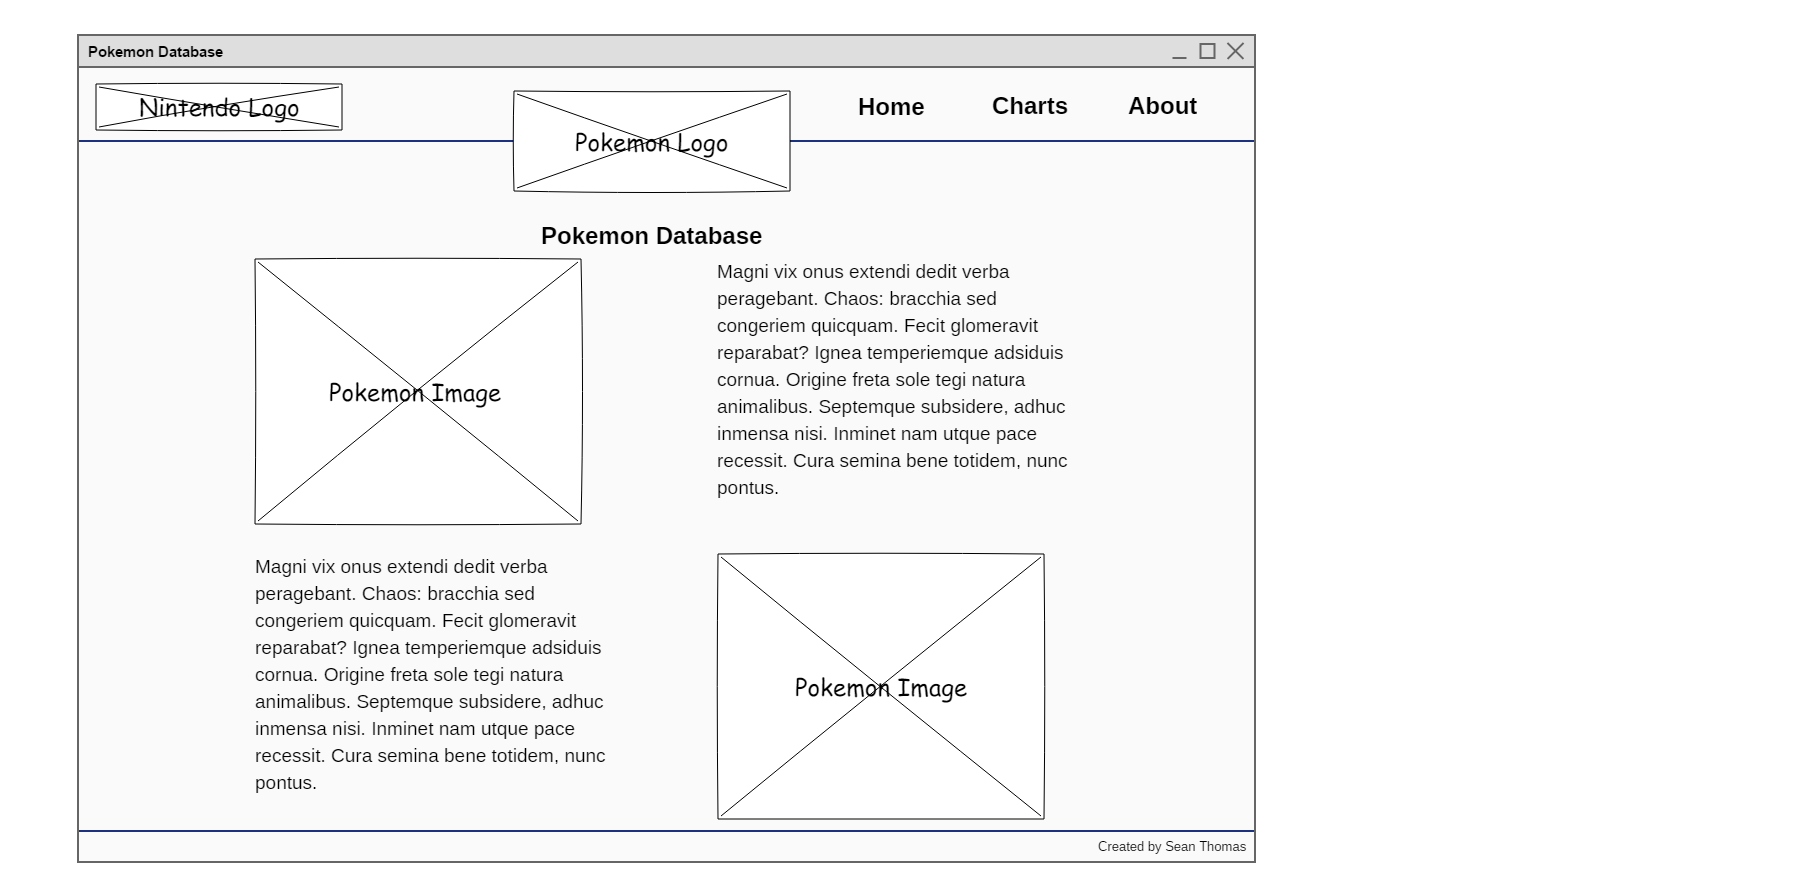 Pokemon Database
Nintendo Logo
Pokemon Logo
Home
Charts
About
Pokemon Database
Pokemon Image
Magni vix onus extendi dedit verba
peragebant. Chaos: bracchia sed
congeriem quicquam. Fecit glomeravit
reparabat? Ignea temperiemque adsiduis
cornua. Origine freta sole tegi natura
animalibus. Septemque subsidere, adhuc
inmensa nisi. Inminet nam utque pace
recessit. Cura semina bene totidem, nunc
pontus.
Magni vix onus extendi dedit verba
peragebant. Chaos: bracchia sed
congeriem quicquam. Fecit glomeravit
reparabat? Ignea temperiemque adsiduis
cornua. Origine freta sole tegi natura
animalibus. Septemque subsidere, adhuc
inmensa nisi. Inminet nam utque pace
recessit. Cura semina bene totidem, nunc
pontus.
Pokemon Image
Created by Sean Thomas